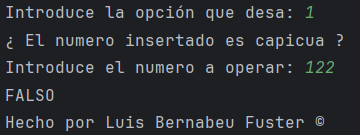 Introduce la opción que desa: 1
¿ El numero insertado es capicua ?
Introduce el numero a operar: 122
FALSO
Hecho por Luis Bernabeu Fuster ©